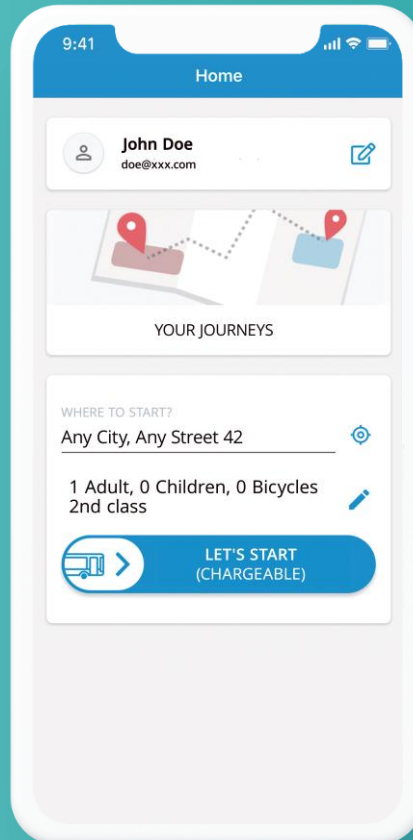 9:41
Home
John Doe
doe@xxx.com
YOUR JOURNEYS
WHERE TO START?
Any City, Any Street 42
1 Adult, 0 Children, 0 Bicycles
2nd class
LET'S START
(CHARGEABLE)